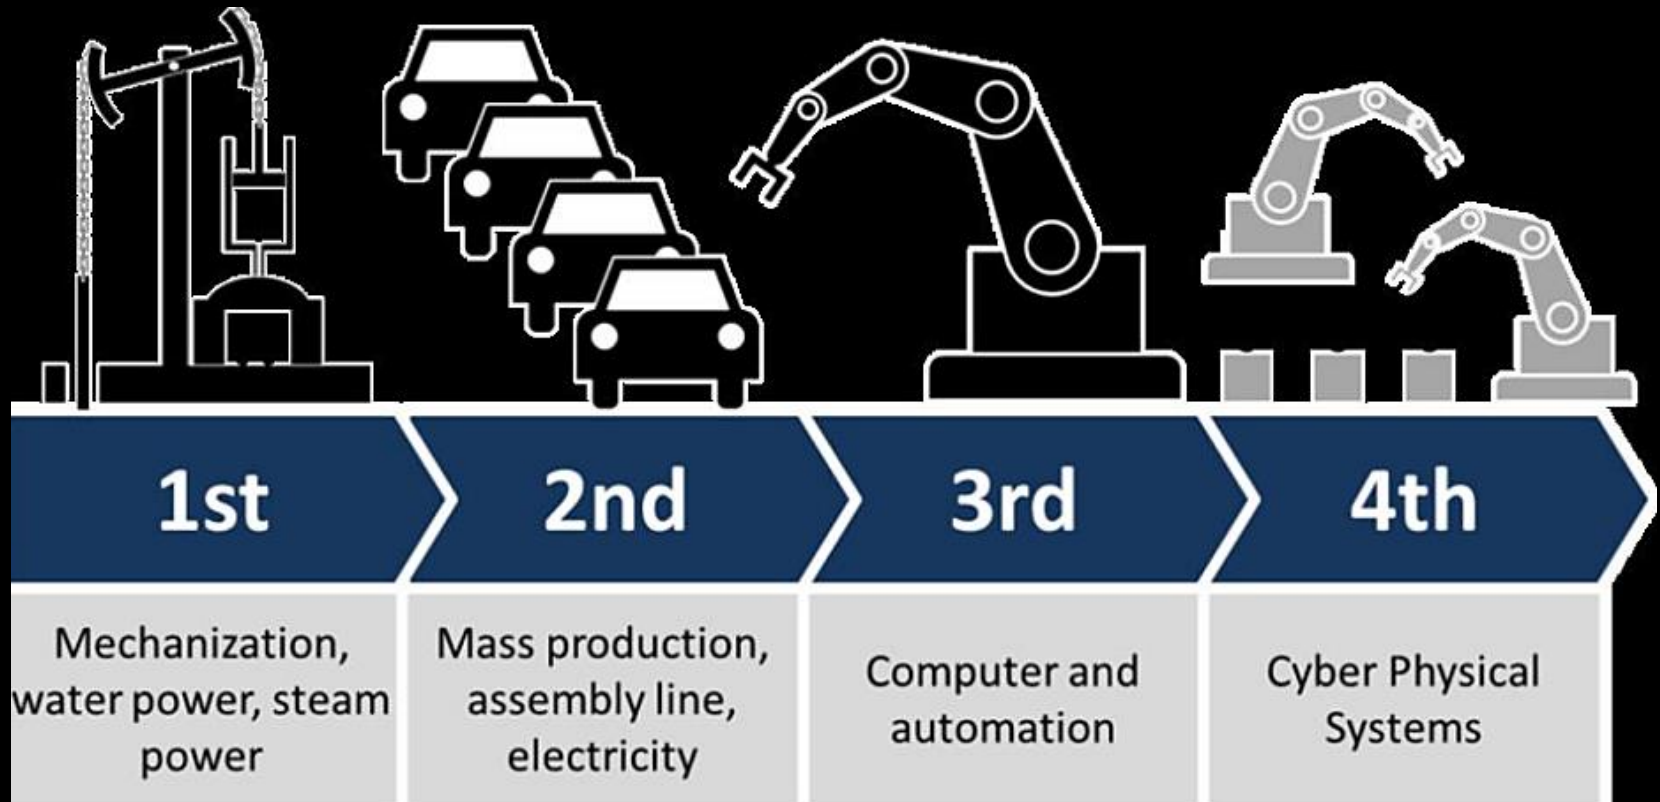 1st
2nd
3rd
4th
Mechanization,
water power, steam
power
Mass production,
assembly line,
electricity
Computer and
automation
Cyber Physical
Systems